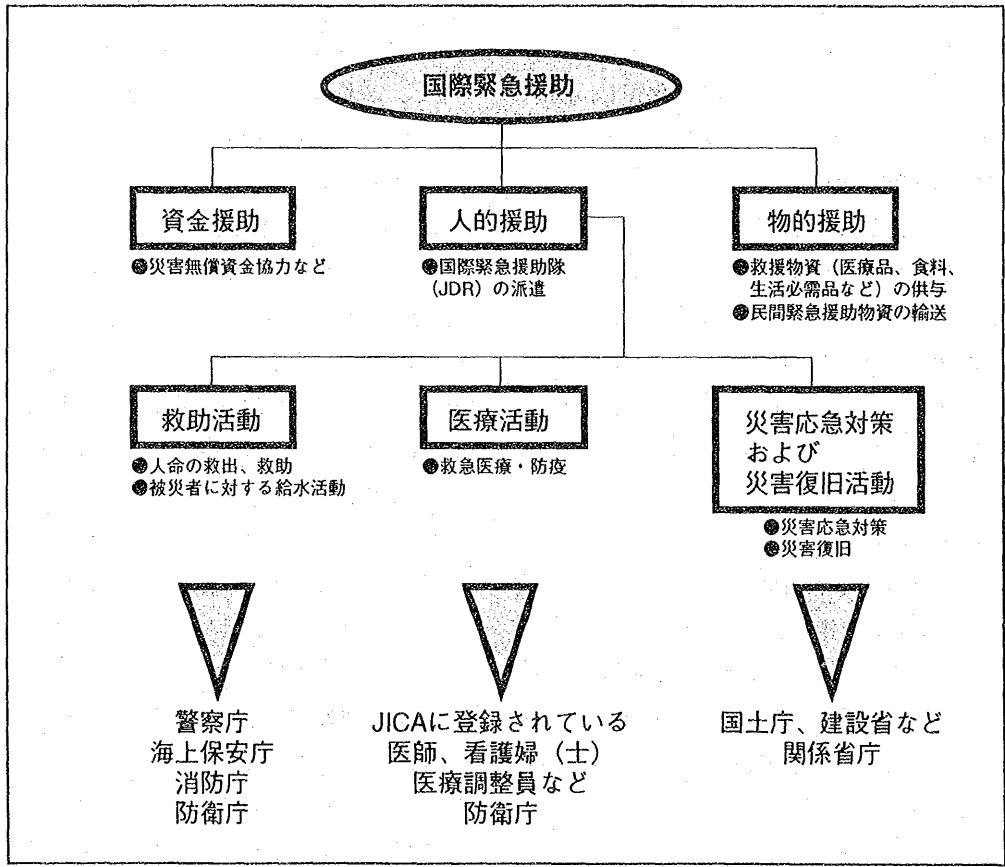 国際緊急援助
資金援助
●災害無償資金協力など
人的援助
●国際緊急援助隊
(JDR)の派遣
物的援助
●救援物資(医療品、食料、
生活必需品など)の供与
●民間緊急援助物資の輸送
救助活動
●人命の救出、救助
●被災者に対する給水活動
医療活動
●救急医療・防疫
災害応急対策
および
災害復旧活動
●災害応急対策
●災害復旧
警察庁
海上保安庁
消防庁
防衛庁
JICAに登録されている
医師、看護婦(士)
医療調整員など
防衛庁
国土庁、建設省など
関係省庁